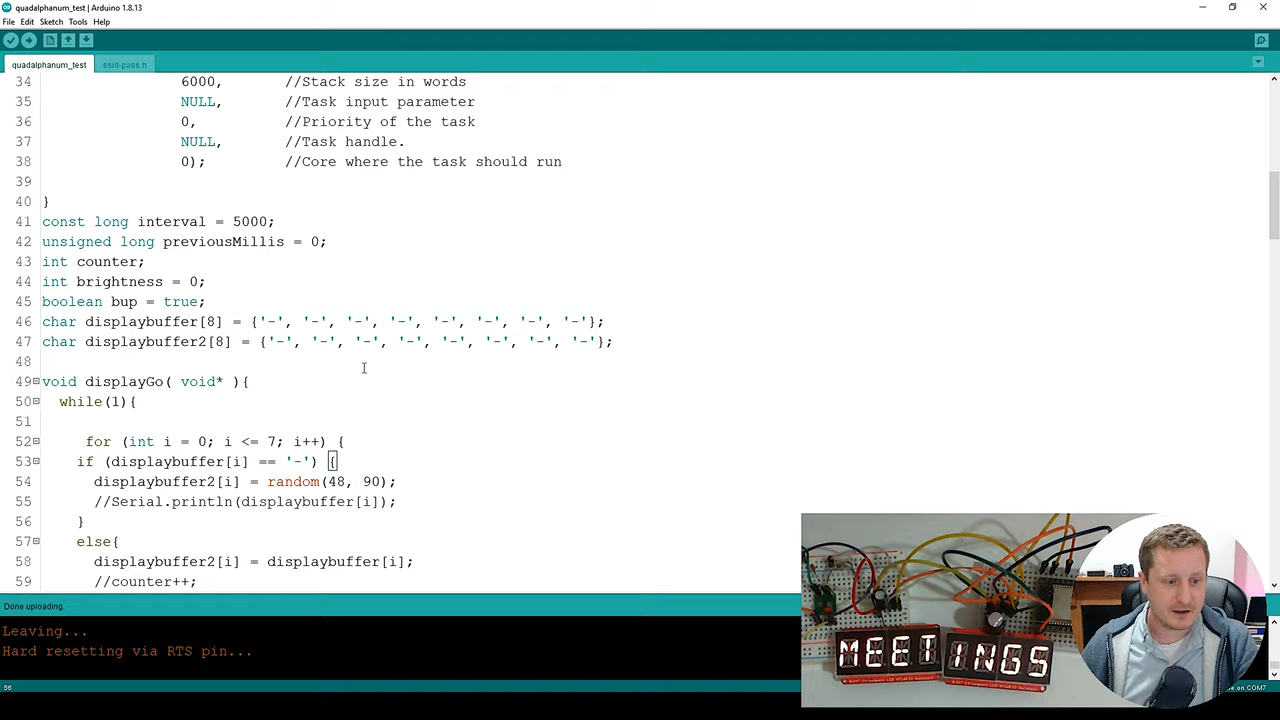 quadalphanum_test | Arduino 1.8.13
File Edit Sketch Tools Help
quadalphanum_test ssid-pass.h
34 6000, //Stack size in words
35 NULL, //Task input parameter
36 0, //Priority of the task
37 NULL, //Task handle.
38 0); //Core where the task should run
39
40 }
41 const long interval = 5000;
42 unsigned long previousMillis = 0;
43 int counter;
44 int brightness = 0;
45 boolean bup = true;
46 char displaybuffer[8] = {'-', '-', '-', '-', '-', '-', '-', '-'};
47 char displaybuffer2[8] = {'-', '-', '-', '-', '-', '-', '-', '-'};
48
49 void displayGo( void* ){
50 while(1){
51
52 for (int i = 0; i <= 7; i++) {
53 if (displaybuffer[i] == '-') {
54 displaybuffer2[i] = random(48, 90);
55 //Serial.println(displaybuffer[i]);
56 }
57 else{
58 displaybuffer2[i] = displaybuffer[i];
59 //counter++;
Done uploading.
Leaving...
Hard resetting via RTS pin...
MEETINGS
56
on COM7